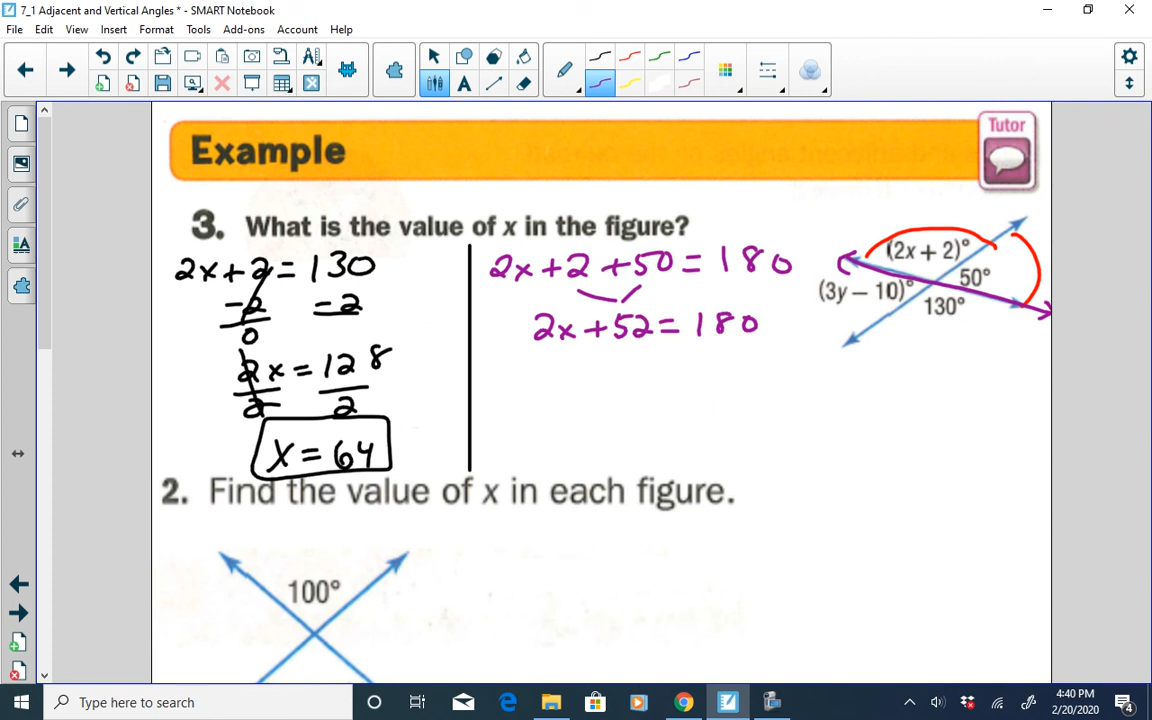 7_1 Adjacent and Vertical Angles * - SMART Notebook
File Edit View Insert Format Tools Add-ons Account Help
Example
Tutor
3. What is the value of x in the figure?
2x+2=130
-2 =2
0
2x = 128
2 2
x = 64
2x+2+50=180
2x+52=180
(2x + 2)°
50°
(3y – 10)°
130°
2. Find the value of x in each figure.
100°
Type here to search
4:40 PM
2/20/2020
4